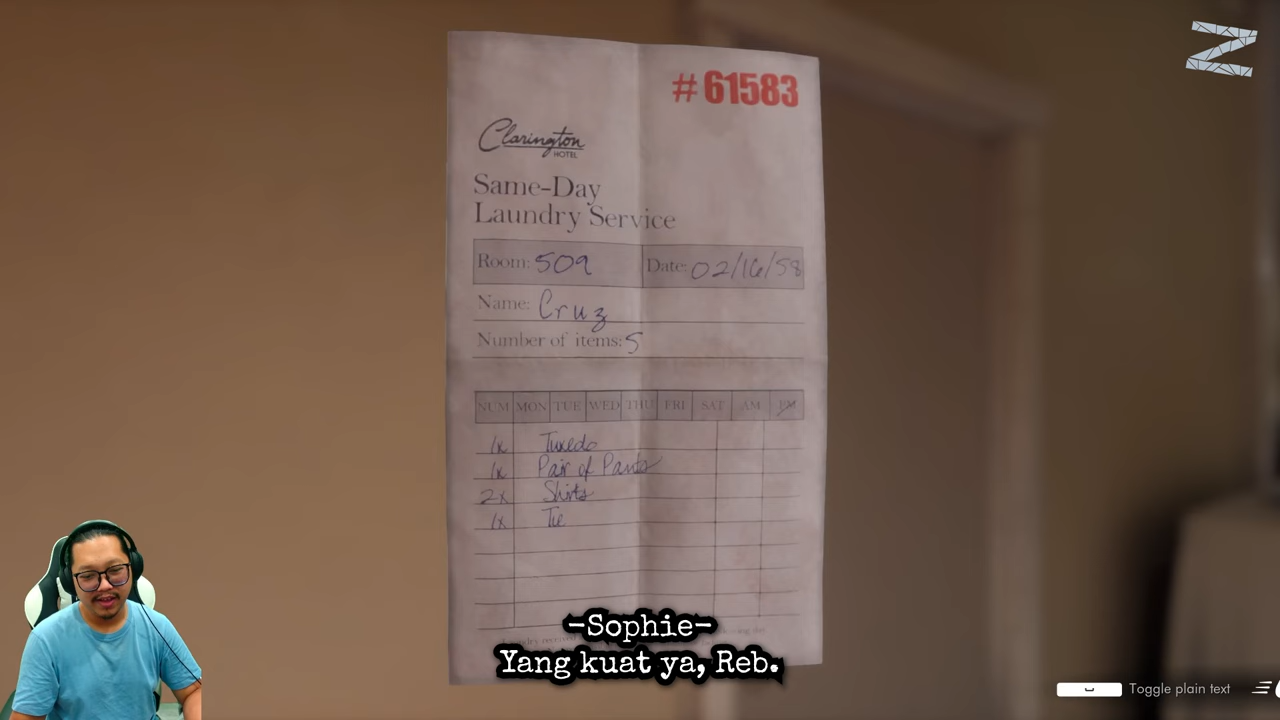 # 61583
Clarington
HOTEL
Same-Day
Laundry Service
Room: 509 Date: 02/16/58
Name: Cruz
Number of items: 5
NUM MON TUE WED THU FRI SAT AM PM
1x Tuxedo
1x Pair of Pants
2x Shirts
1x Tie
-Sophie-
Yang kuat ya, Reb.
Toggle plain text